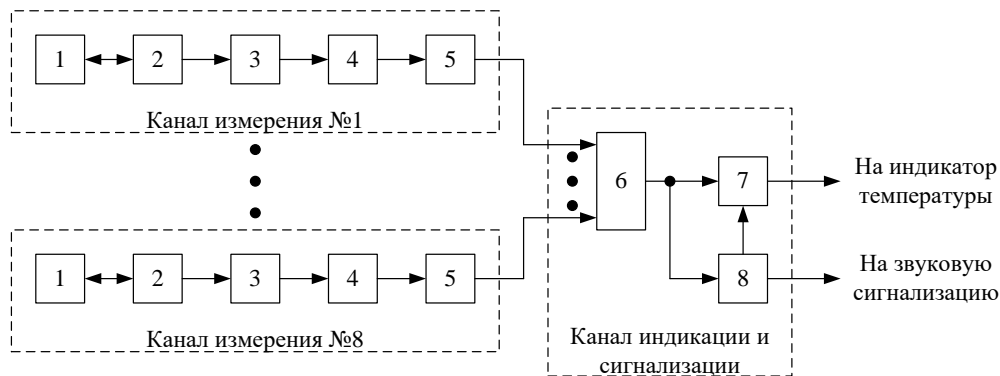 1 2 3 4 5
Канал измерения №1
6
7
На индикатор
температуры
1 2 3 4 5
8
На звуковую
сигнализацию
Канал измерения №8
Канал индикации и
сигнализации